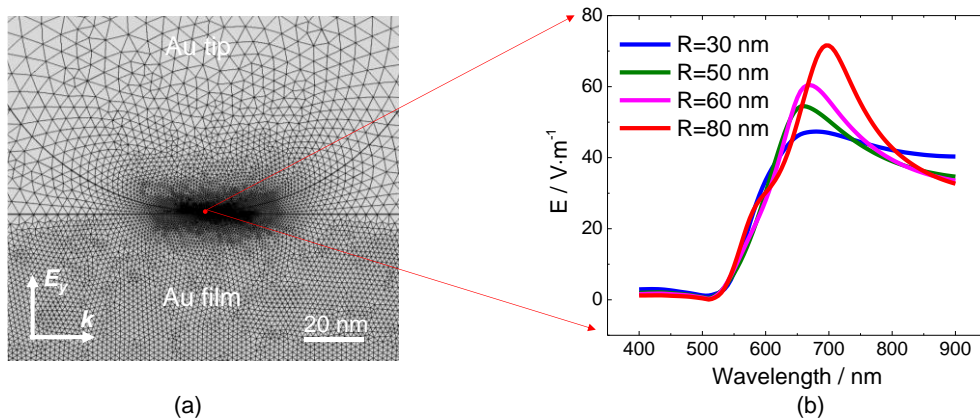 Au tip
E_y
k
Au film
20 nm
(a)
80
60
40
20
0
E / V·m⁻¹
R=30 nm
R=50 nm
R=60 nm
R=80 nm
400 500 600 700 800 900
Wavelength / nm
(b)